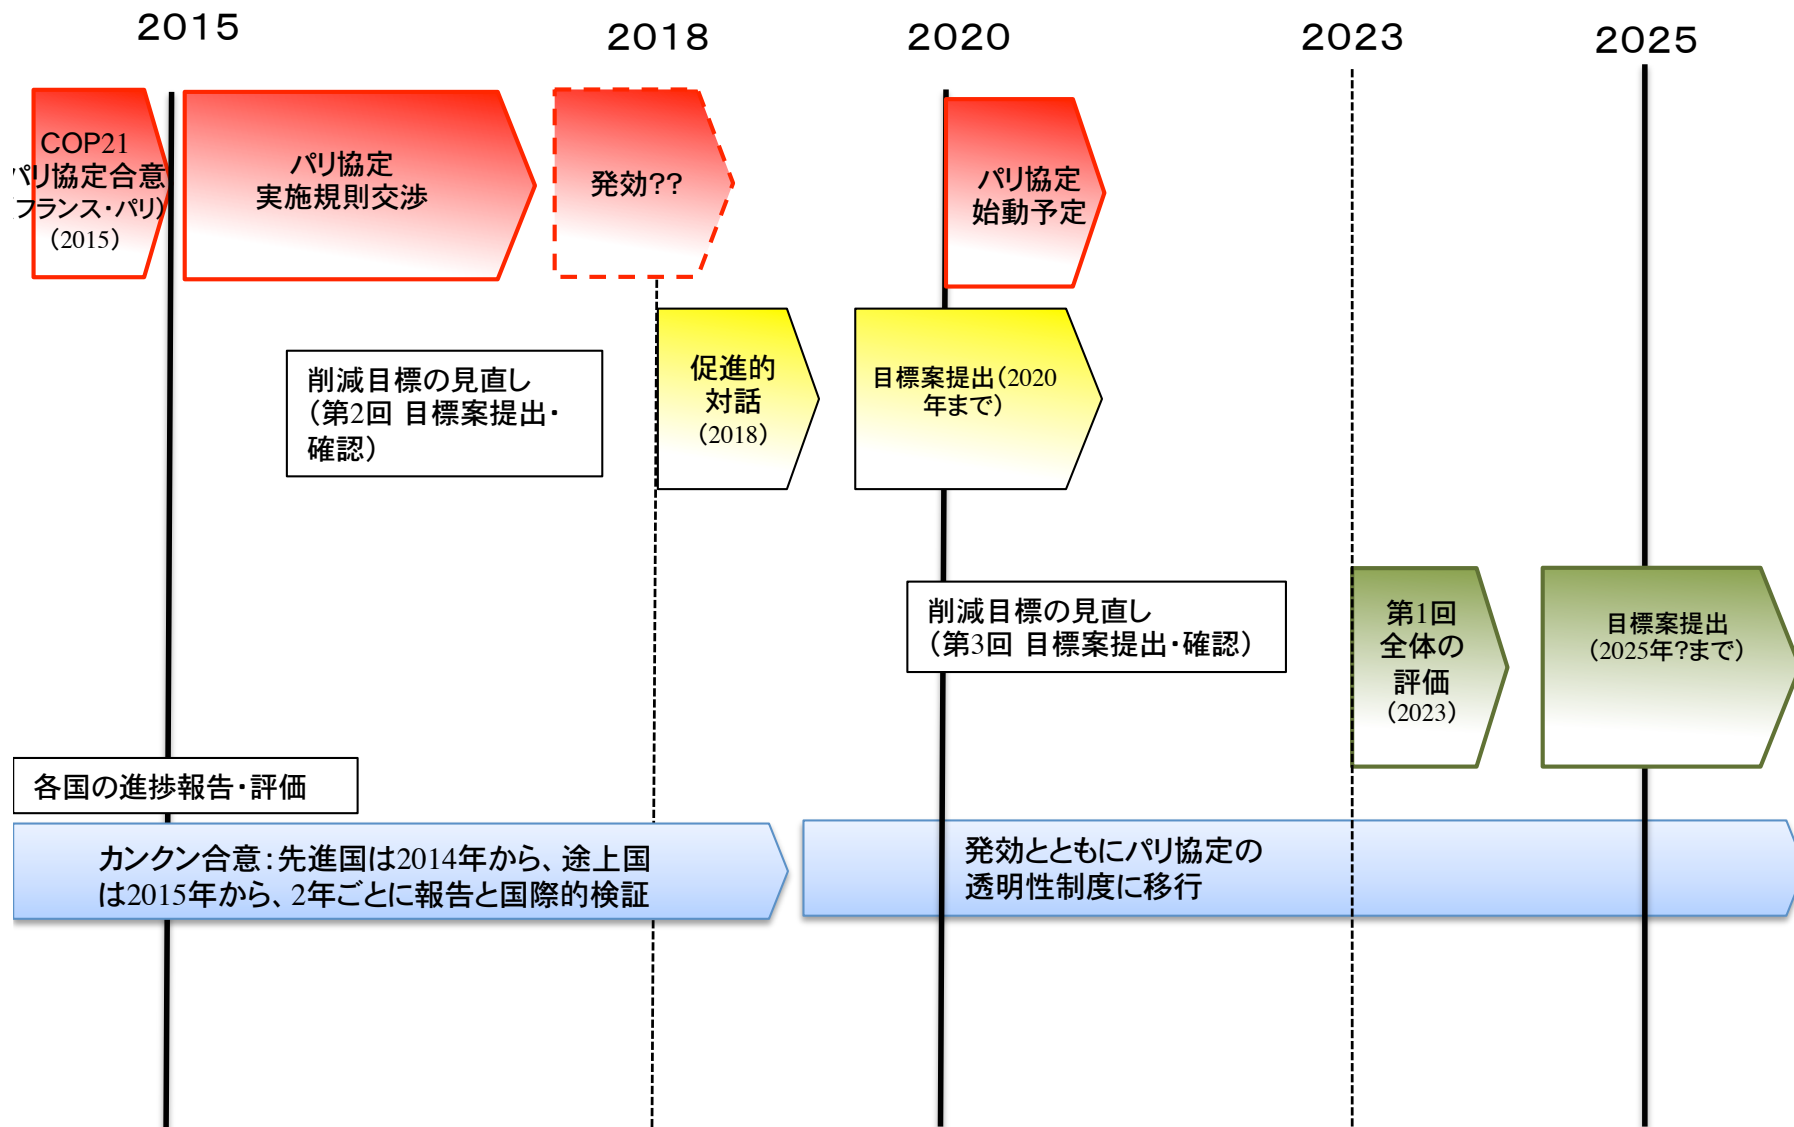 2015
2018
2020
2023
2025
COP21
パリ協定合意
(フランス・パリ)
(2015)
パリ協定
実施規則交渉
発効??
パリ協定
始動予定
削減目標の見直し
(第2回 目標案提出・
確認)
促進的
対話
(2018)
目標案提出(2020
年まで)
削減目標の見直し
(第3回 目標案提出・確認)
第1回
全体の
評価
(2023)
目標案提出
(2025年?まで)
各国の進捗報告・評価
カンクン合意:先進国は2014年から、途上国
は2015年から、2年ごとに報告と国際的検証
発効とともにパリ協定の
透明性制度に移行